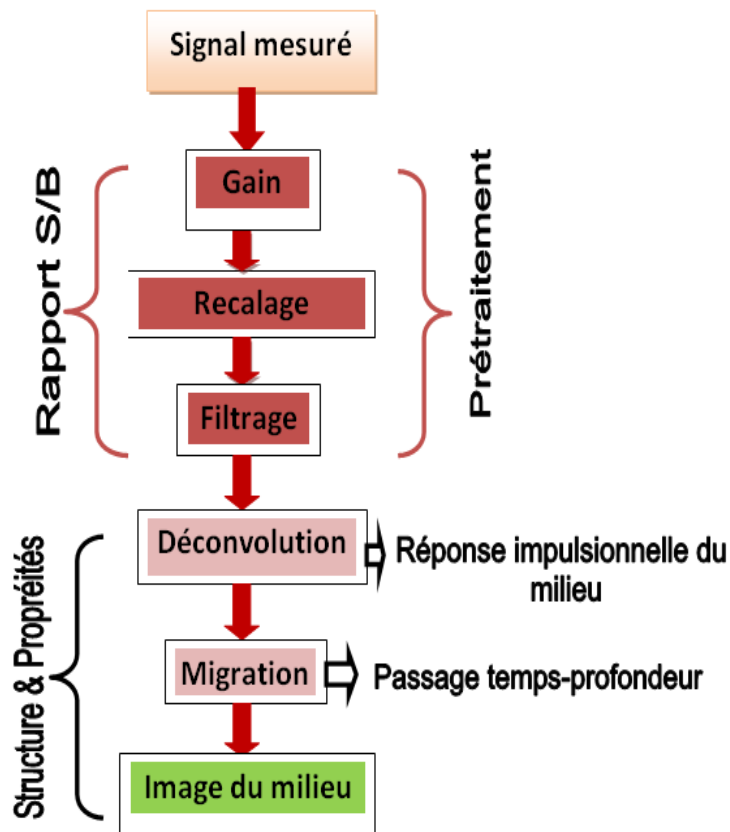 Signal mesuré
Gain
Rapport S/B
Prétraitement
Recalage
Filtrage
Déconvolution
Réponse impulsionnelle du
milieu
Structure & Propréités
Migration
Passage temps-profondeur
Image du milieu